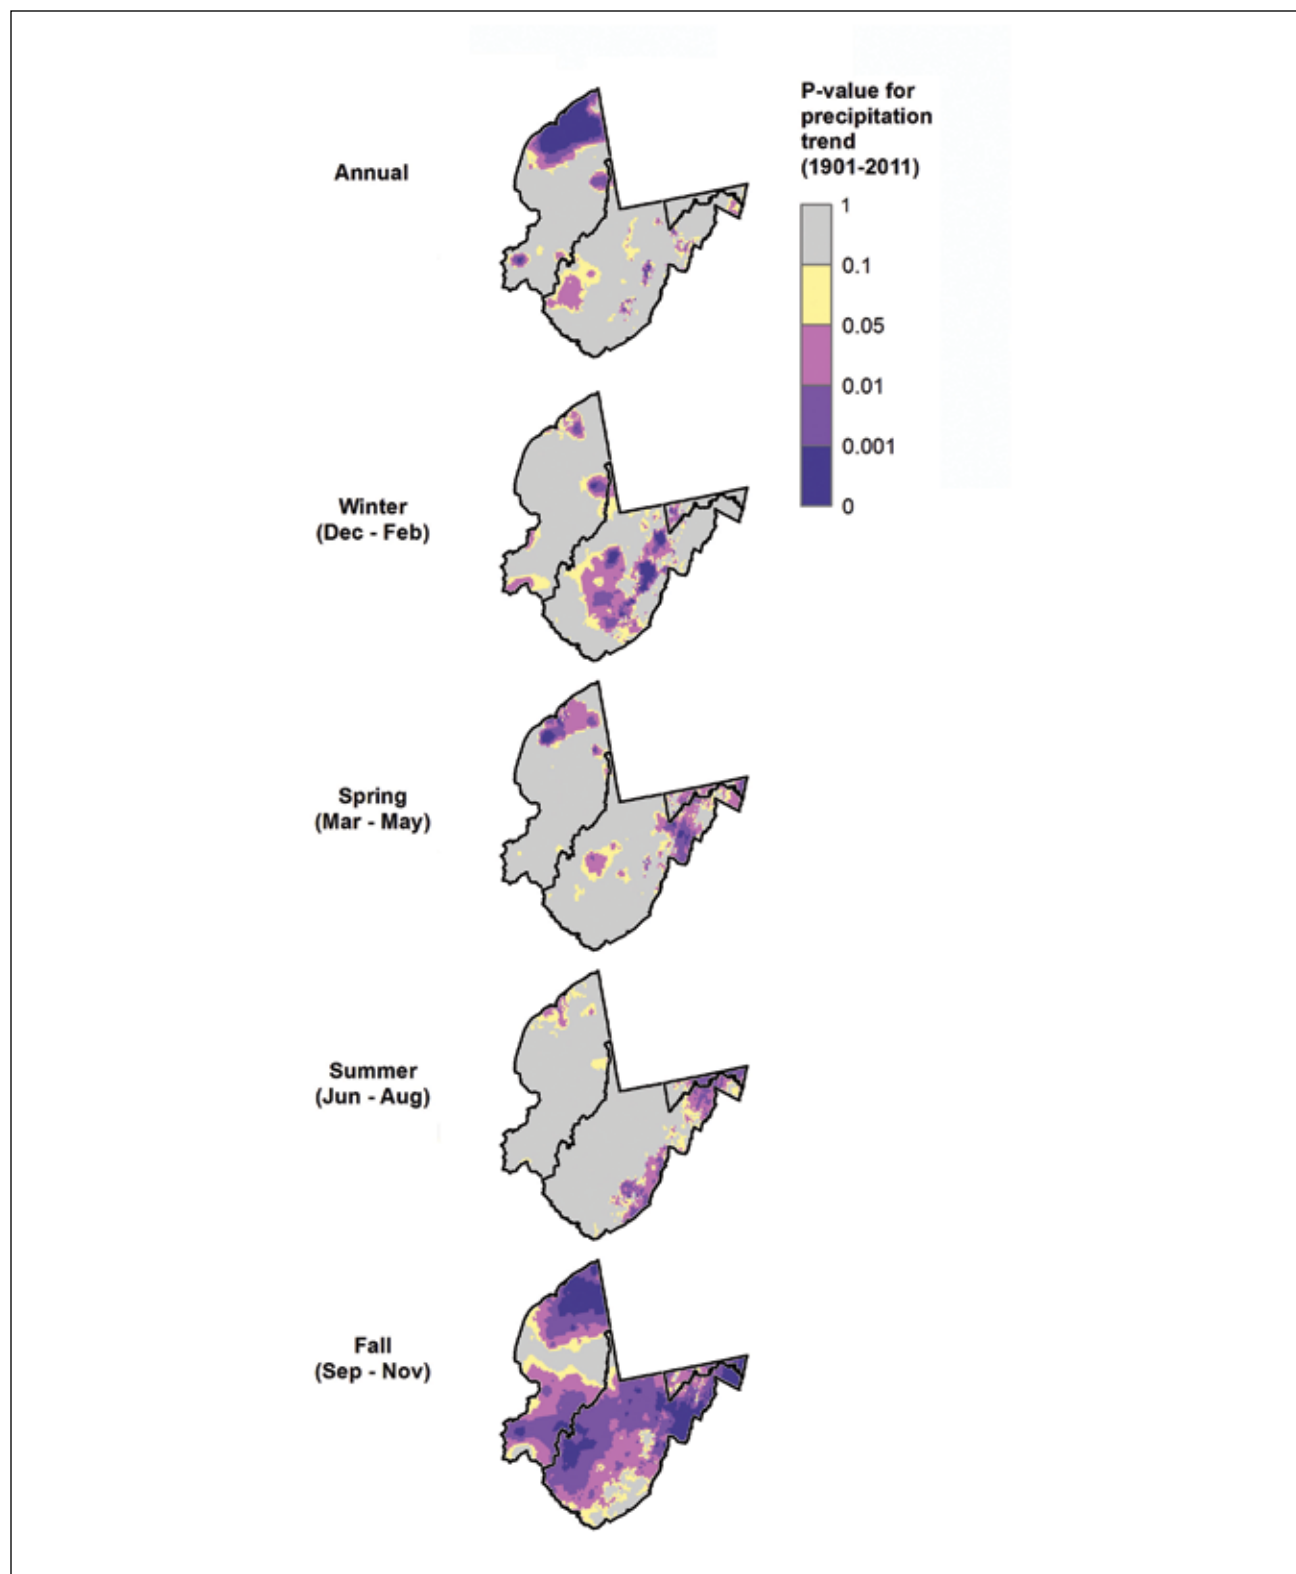 P-value for
precipitation
trend
(1901-2011)
1
0.1
0.05
0.01
0.001
0
Annual
Winter
(Dec - Feb)
Spring
(Mar - May)
Summer
(Jun - Aug)
Fall
(Sep - Nov)